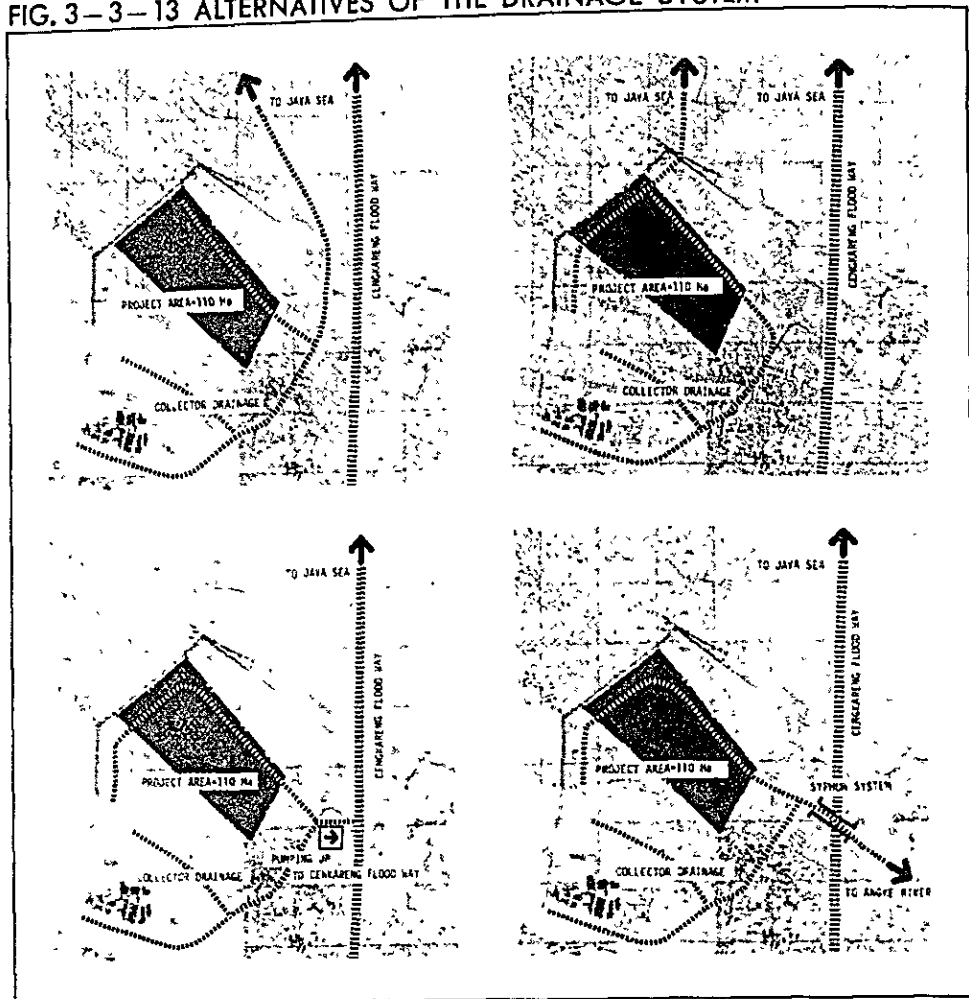 FIG. 3-3-13 ALTERNATIVES OF THE DRAINAGE SYSTEM
TO JAVA SEA
CENGKARENG FLOOD WAY
PROJECT AREA=110 Ha
COLLECTOR DRAINAGE
TO JAVA SEA
TO JAVA SEA
CENGKARENG FLOOD WAY
PROJECT AREA=110 Ha
COLLECTOR DRAINAGE
TO JAVA SEA
CENGKARENG FLOOD WAY
PROJECT AREA=110 Ha
PUMPING UP
COLLECTOR DRAINAGE
TO CENKARENG FLOOD WAY
TO JAVA SEA
CENGKARENG FLOOD WAY
PROJECT AREA=110 Ha
SYPHON SYSTEM
COLLECTOR DRAINAGE
TO ANGKE RIVER